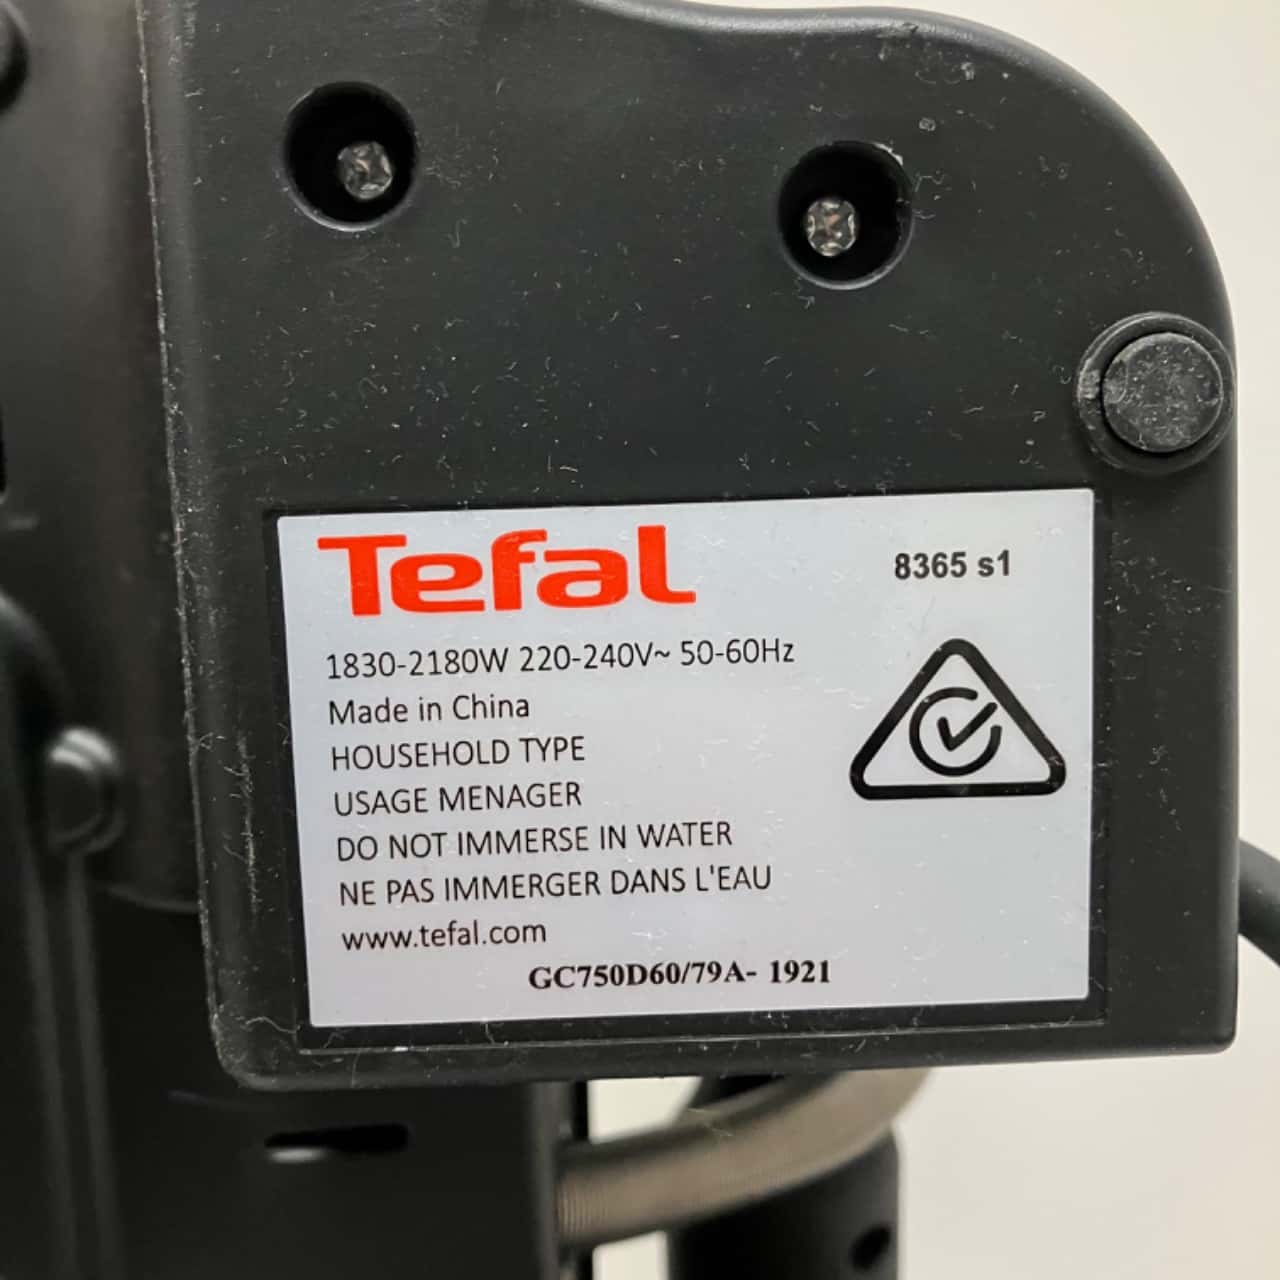 Tefal
8365 s1
1830-2180W 220-240V~ 50-60Hz
Made in China
HOUSEHOLD TYPE
USAGE MENAGER
DO NOT IMMERSE IN WATER
NE PAS IMMERGER DANS L'EAU
www.tefal.com
GC750D60/79A- 1921